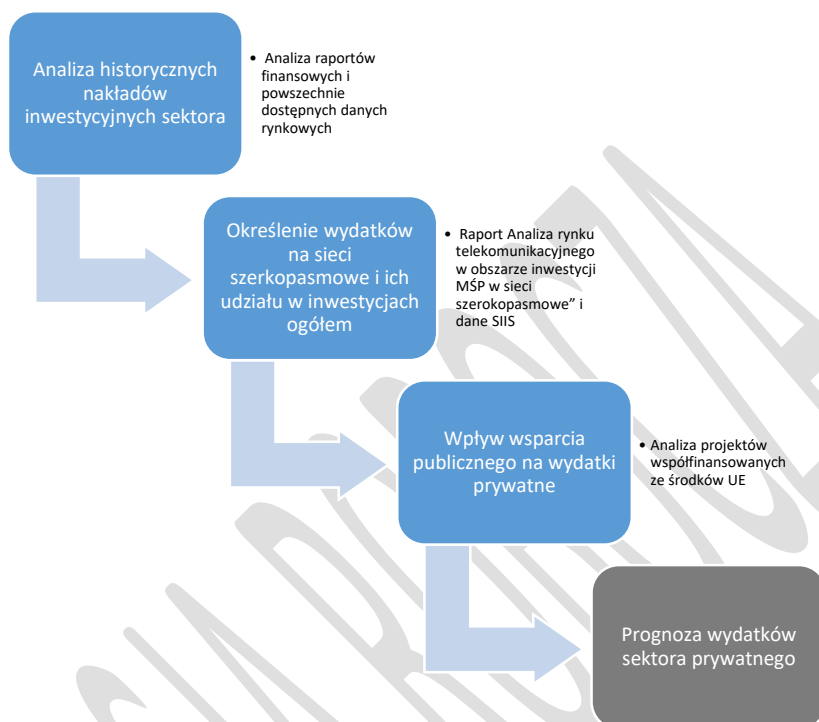 Analiza historycznych
nakładów
inwestycyjnych sektora
• Analiza raportów
finansowych i
powszechnie
dostępnych danych
rynkowych
Określenie wydatków
na sieci
szerkopasmowe i ich
udziału w inwestycjach
ogółem
• Raport Analiza rynku
telekomunikacyjnego
w obszarze inwestycji
MŚP w sieci
szerokopasmowe” i
dane SIIS
Wpływ wsparcia
publicznego na wydatki
prywatne
• Analiza projektów
współfinansowanych
ze środków UE
Prognoza wydatków
sektora prywatnego